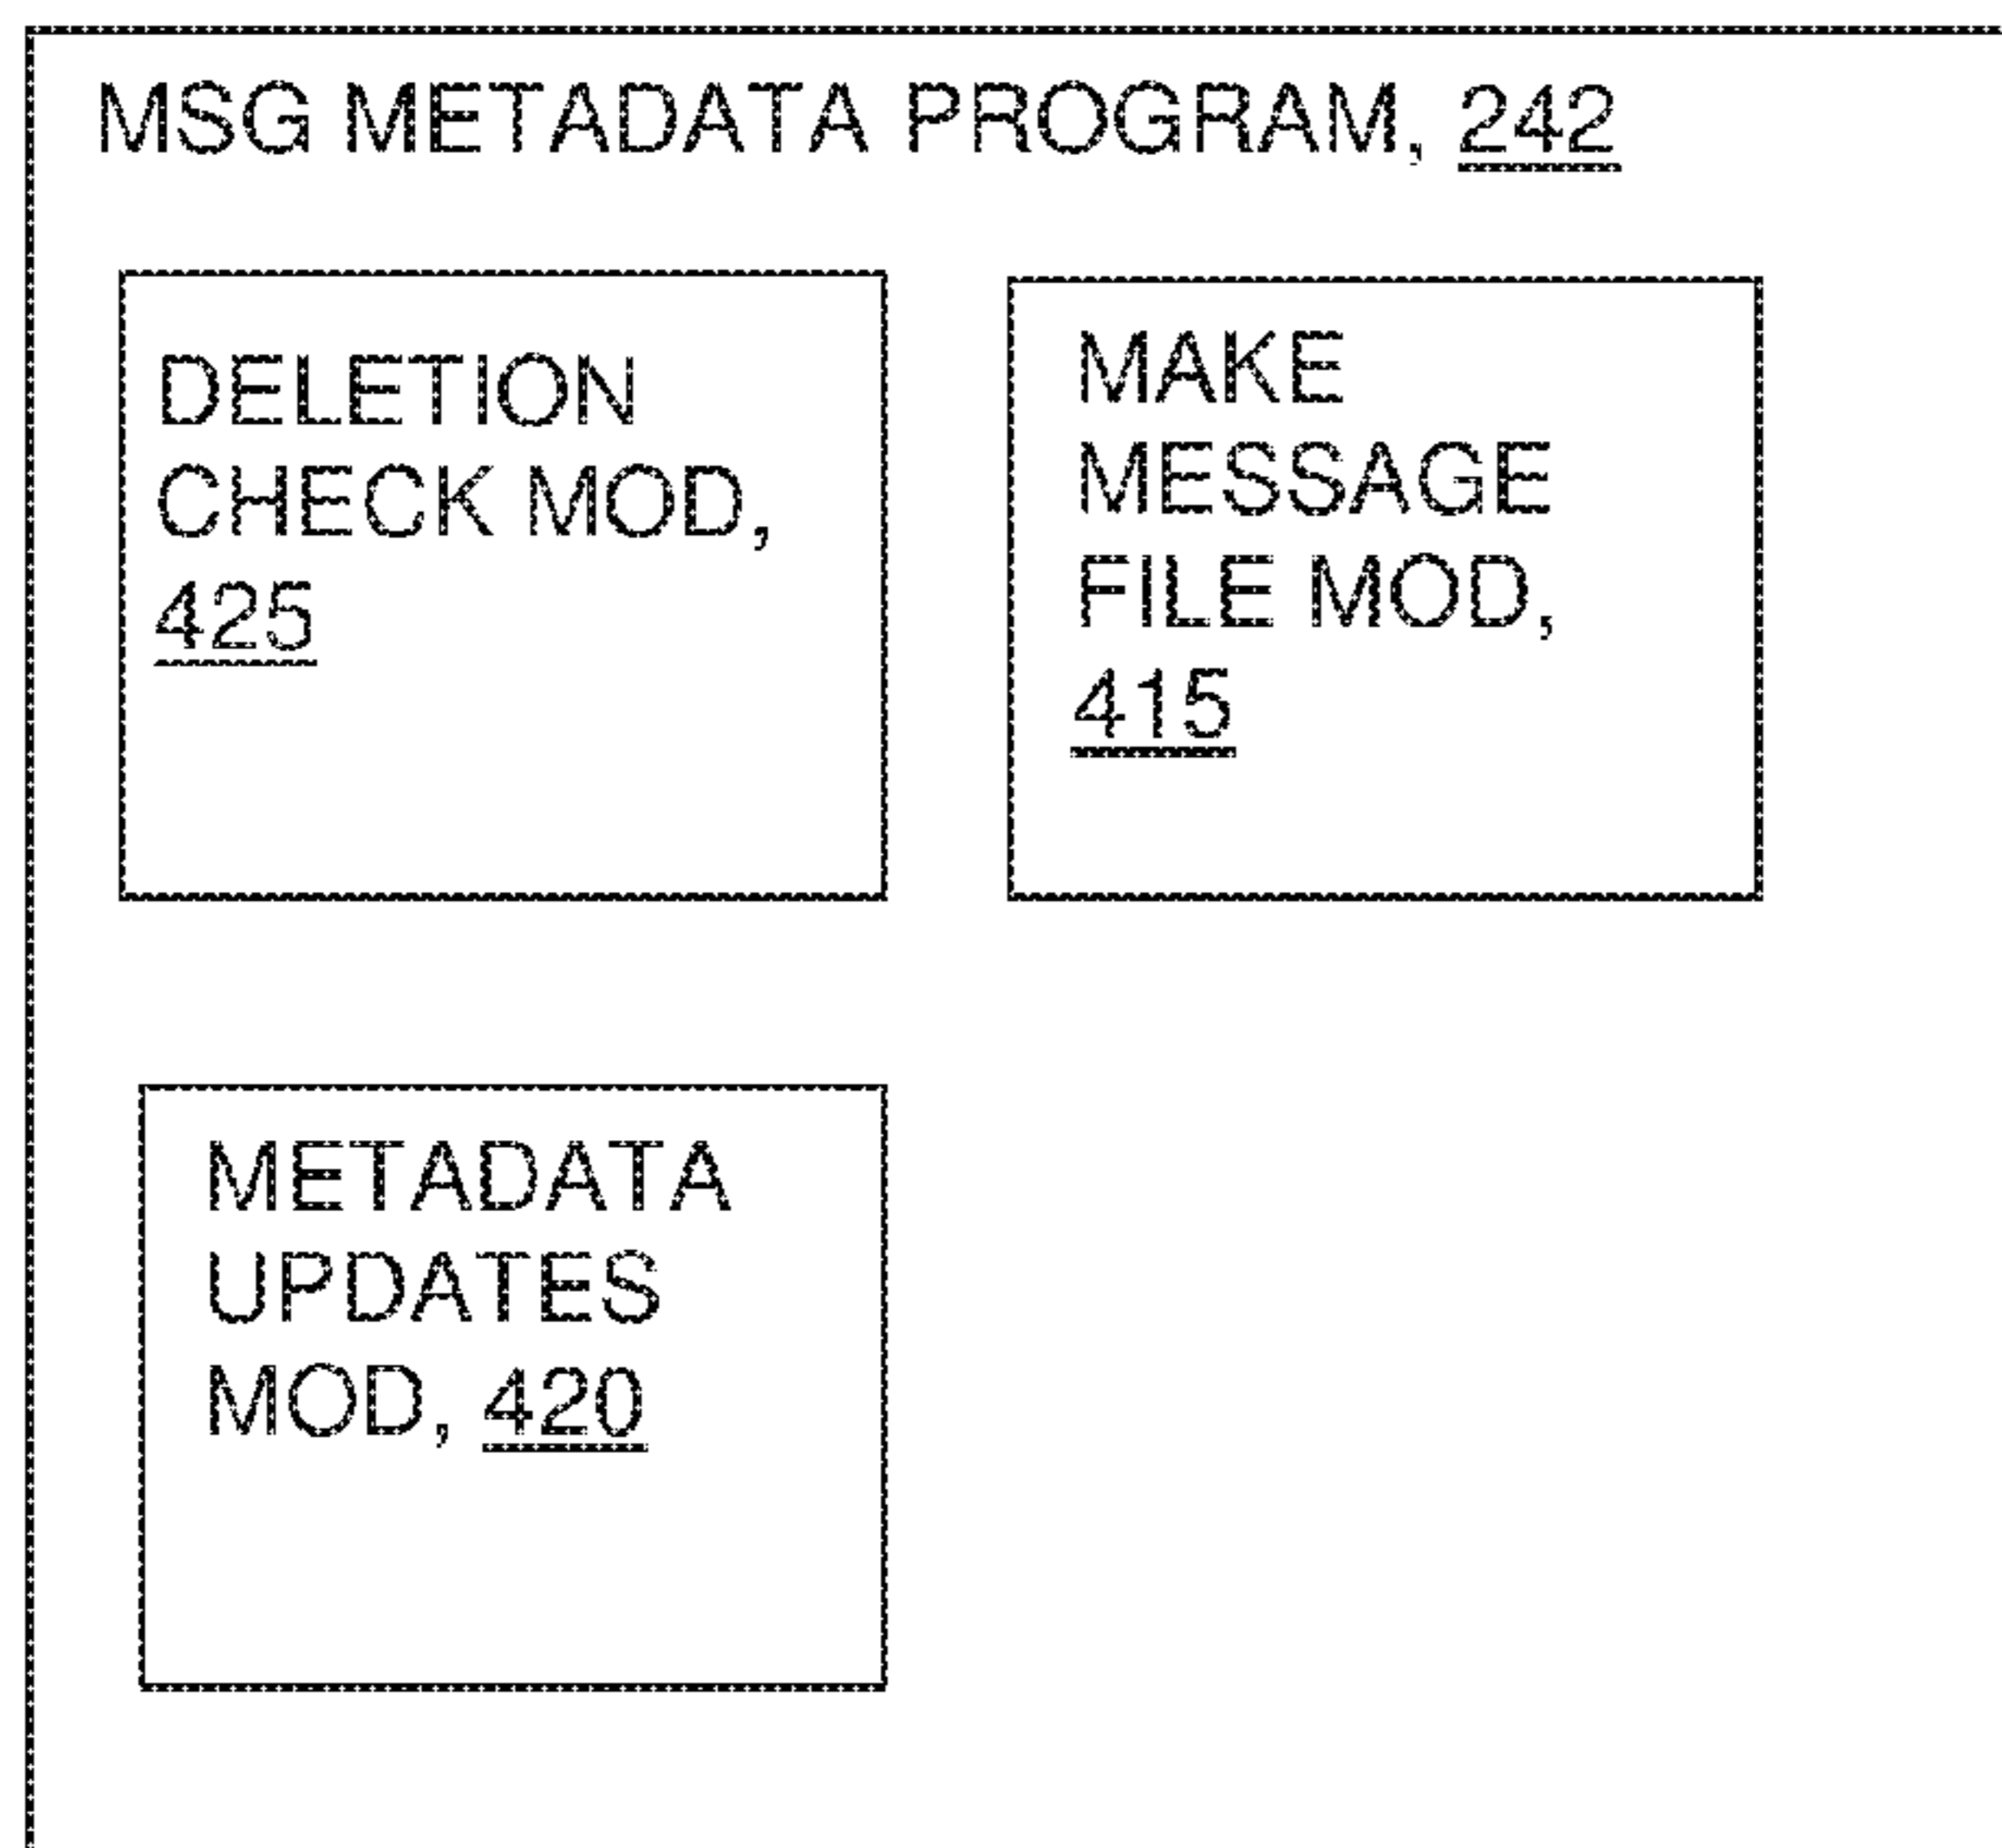 MSG METADATA PROGRAM, 242
DELETION
CHECK MOD,
425
MAKE
MESSAGE
FILE MOD,
415
METADATA
UPDATES
MOD, 420